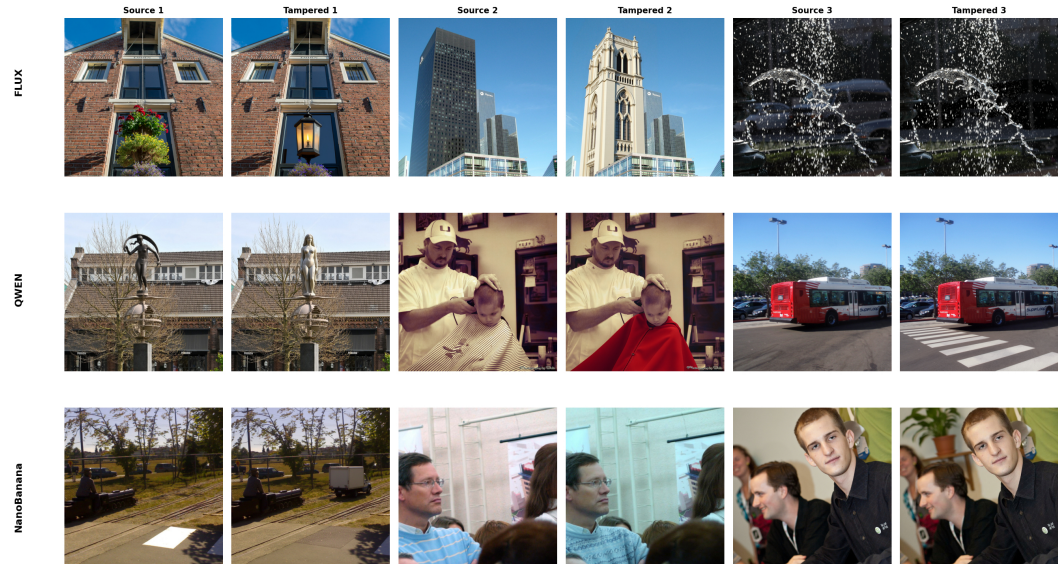 Source 1 Tampered 1 Source 2 Tampered 2 Source 3 Tampered 3
FLUX
QWEN
U
U
NanoBanana